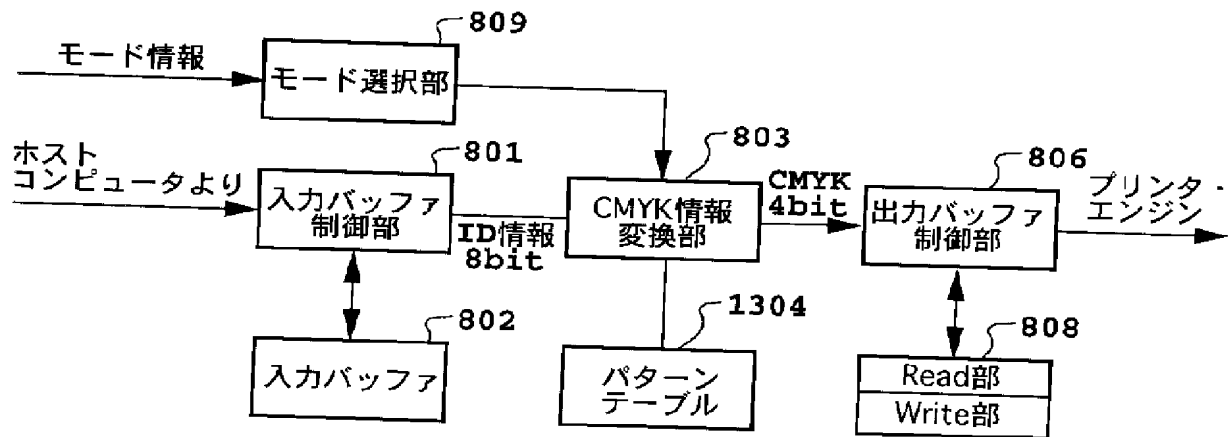 809
モード情報
モード選択部
ホスト
コンピュータより
801
入力バッファ
制御部
ID情報
8bit
803
CMYK情報
変換部
CMYK
4bit
806
出力バッファ
制御部
プリンタ・
エンジン
802
入力バッファ
1304
パターン
テーブル
808
Read部
Write部